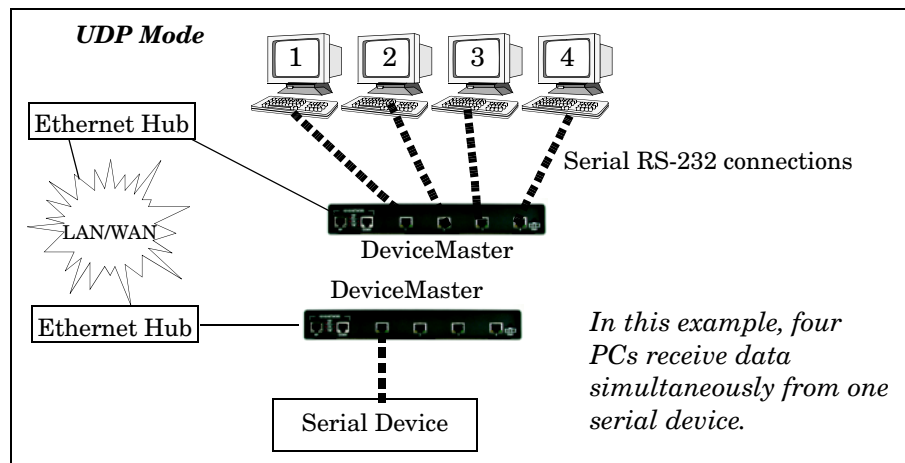 UDP Mode
1
2
3
4
Ethernet Hub
Serial RS-232 connections
LAN/WAN
DeviceMaster
DeviceMaster
Ethernet Hub
In this example, four
PCs receive data
simultaneously from one
serial device.
Serial Device